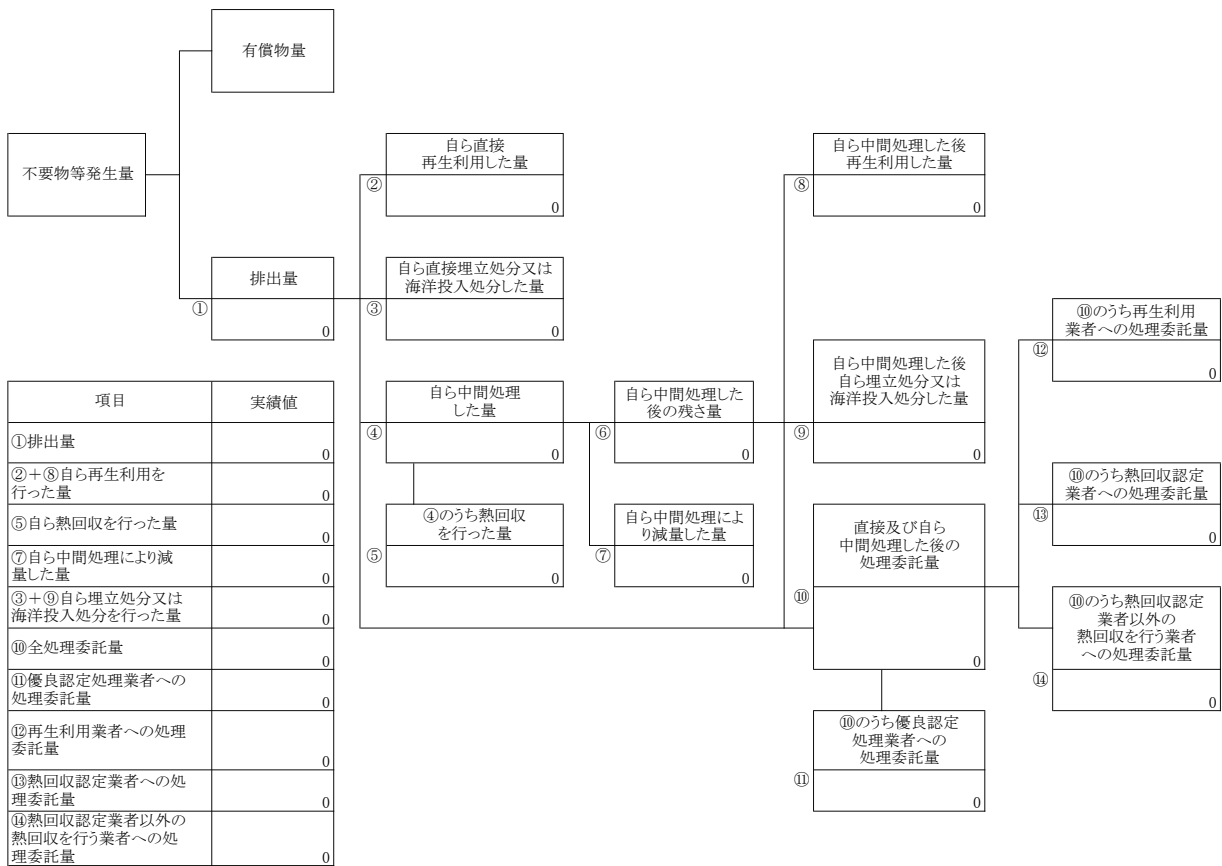 有償物量
不要物等発生量
自ら直接
再生利用した量
②
0
自ら中間処理した後
再生利用した量
⑧
0
排出量
①
0
自ら直接埋立処分又は
海洋投入処分した量
③
0
⑩のうち再生利用
業者への処理委託量
⑫
0
自ら中間処理
した量
④
0
自ら中間処理した
後の残さ量
⑥
0
自ら中間処理した後
自ら埋立処分又は
海洋投入処分した量
⑨
0
⑩のうち熱回収認定
業者への処理委託量
⑬
0
④のうち熱回収
を行った量
⑤
0
自ら中間処理によ
り減量した量
⑦
0
直接及び自ら
中間処理した後の
処理委託量
⑩
0
⑩のうち熱回収認定
業者以外の
熱回収を行う業者
への処理委託量
⑭
0
⑩のうち優良認定
処理業者への
処理委託量
⑪
0
項目 実績値
①排出量 0
②+⑧自ら再生利用を
行った量 0
⑤自ら熱回収を行った量 0
⑦自ら中間処理により減
量した量 0
③+⑨自ら埋立処分又は
海洋投入処分を行った量 0
⑩全処理委託量 0
⑪優良認定処理業者への
処理委託量 0
⑫再生利用業者への処理
委託量 0
⑬熱回収認定業者への処
理委託量 0
⑭熱回収認定業者以外の
熱回収を行う業者への処
理委託量 0